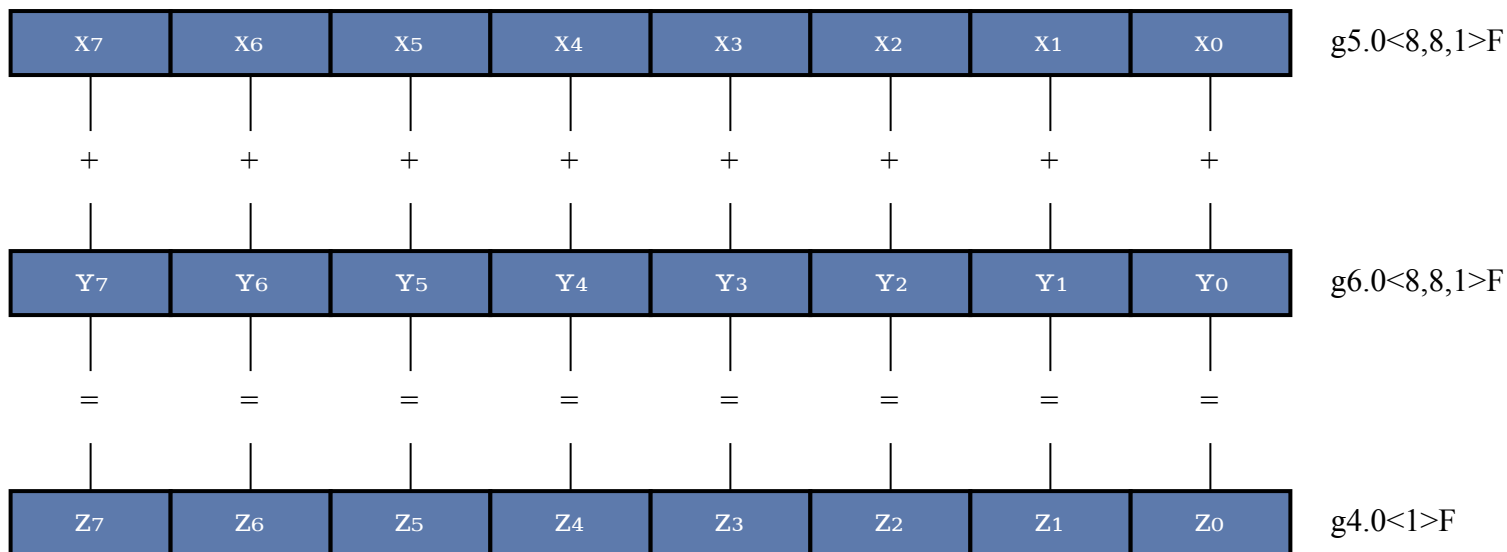 X7 X6 X5 X4 X3 X2 X1 X0 g5.0<8,8,1>F
+ + + + + + + +
Y7 Y6 Y5 Y4 Y3 Y2 Y1 Y0 g6.0<8,8,1>F
= = = = = = = =
Z7 Z6 Z5 Z4 Z3 Z2 Z1 Z0 g4.0<1>F